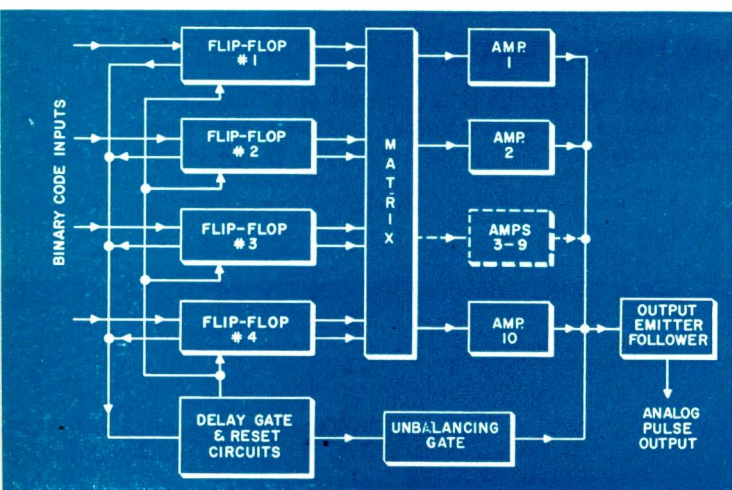 BINARY CODE INPUTS
FLIP-FLOP
#1
FLIP-FLOP
#2
FLIP-FLOP
#3
FLIP-FLOP
#4
MATRIX
AMP.
1
AMP.
2
AMPS
3-9
AMP.
10
OUTPUT
EMITTER
FOLLOWER
ANALOG
PULSE
OUTPUT
DELAY GATE
& RESET
CIRCUITS
UNBALANCING
GATE